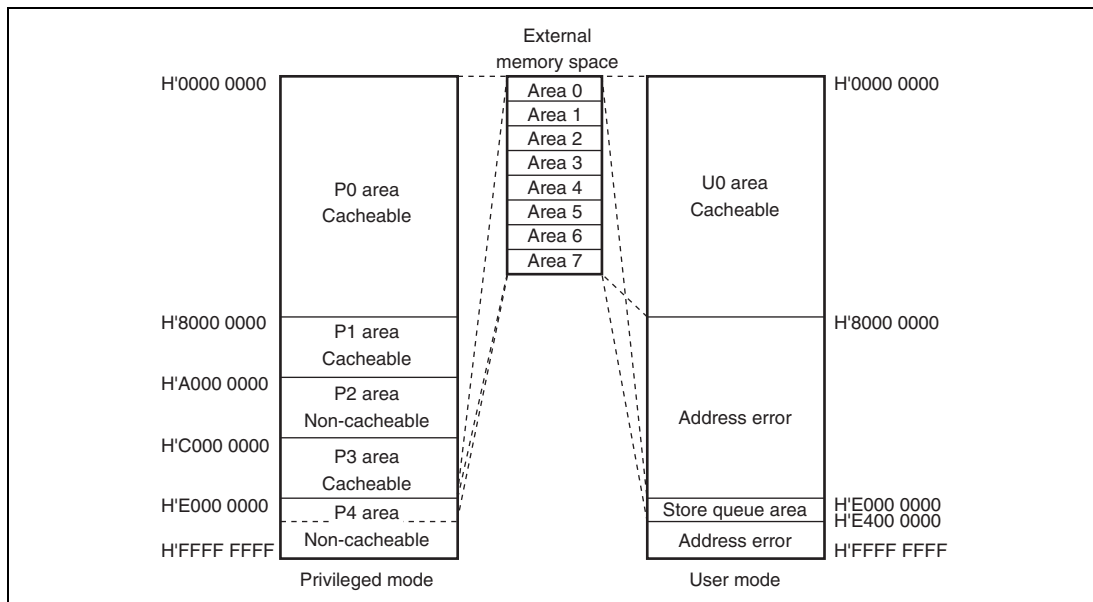 External
memory space
H'0000 0000
P0 area
Cacheable
H'8000 0000
P1 area
Cacheable
H'A000 0000
P2 area
Non-cacheable
H'C000 0000
P3 area
Cacheable
H'E000 0000
P4 area
Non-cacheable
H'FFFF FFFF
Privileged mode
Area 0
Area 1
Area 2
Area 3
Area 4
Area 5
Area 6
Area 7
H'0000 0000
U0 area
Cacheable
H'8000 0000
Address error
Store queue area
H'E000 0000
H'E400 0000
Address error
H'FFFF FFFF
User mode